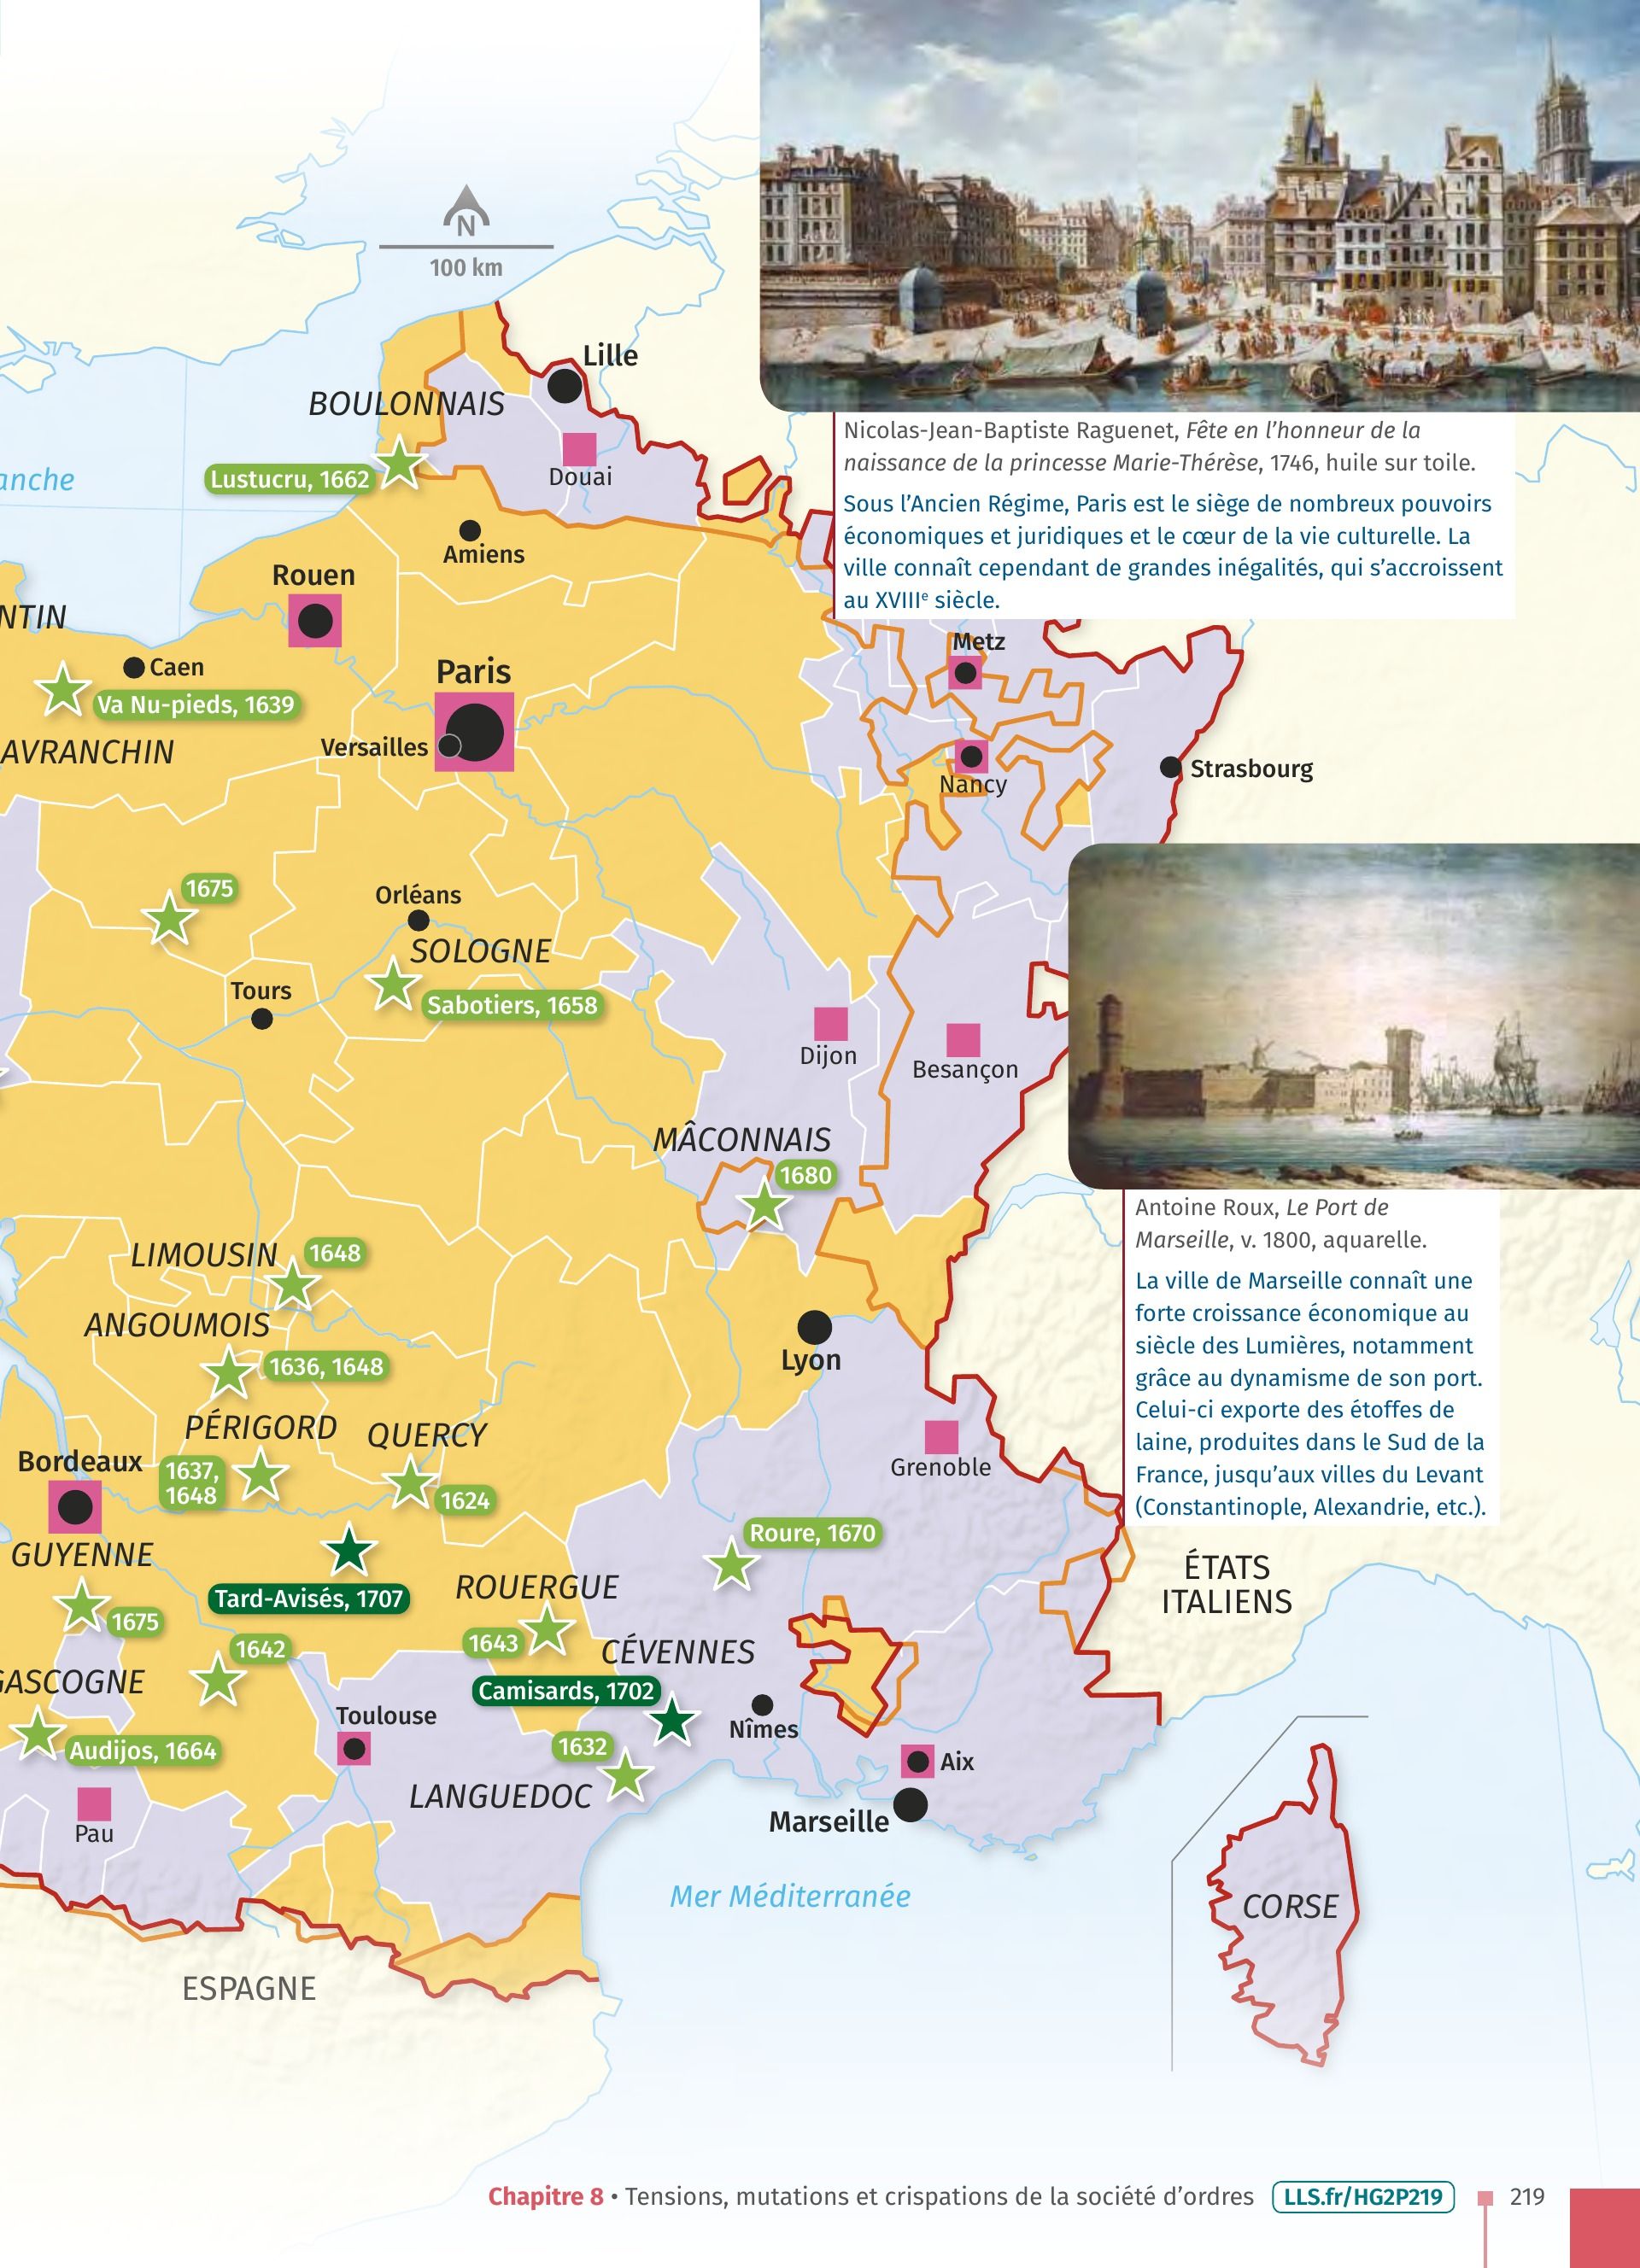 N
100 km
Lille
BOULONNAIS
Lustucru, 1662
Douai
anche
Amiens
Rouen
NTIN
Caen
Va Nu-pieds, 1639
AVRANCHIN
Paris
Versailles
Nicolas-Jean-Baptiste Raguenet, Fête en l’honneur de la
naissance de la princesse Marie-Thérèse, 1746, huile sur toile.
Sous l’Ancien Régime, Paris est le siège de nombreux pouvoirs
économiques et juridiques et le cœur de la vie culturelle. La
ville connaît cependant de grandes inégalités, qui s’accroissent
au XVIIIe siècle.
Metz
Nancy
Strasbourg
1675
Orléans
SOLOGNE
Sabotiers, 1658
Tours
Dijon
Besançon
MÂCONNAIS
1680
LIMOUSIN
1648
ANGOUMOIS
1636, 1648
Lyon
Antoine Roux, Le Port de
Marseille, v. 1800, aquarelle.
La ville de Marseille connaît une
forte croissance économique au
siècle des Lumières, notamment
grâce au dynamisme de son port.
Celui-ci exporte des étoffes de
laine, produites dans le Sud de la
France, jusqu’aux villes du Levant
(Constantinople, Alexandrie, etc.).
PÉRIGORD
QUERCY
Bordeaux
1637,
1648
1624
Grenoble
GUYENNE
Roure, 1670
Tard-Avisés, 1707
ROUERGUE
1675
1642
1643
CÉVENNES
ÉTATS
ITALIENS
GASCOGNE
Camisards, 1702
Toulouse
Nîmes
Audijos, 1664
1632
Aix
LANGUEDOC
Pau
Marseille
Mer Méditerranée
CORSE
ESPAGNE
Chapitre 8 • Tensions, mutations et crispations de la société d’ordres LLS.fr/HG2P219 219